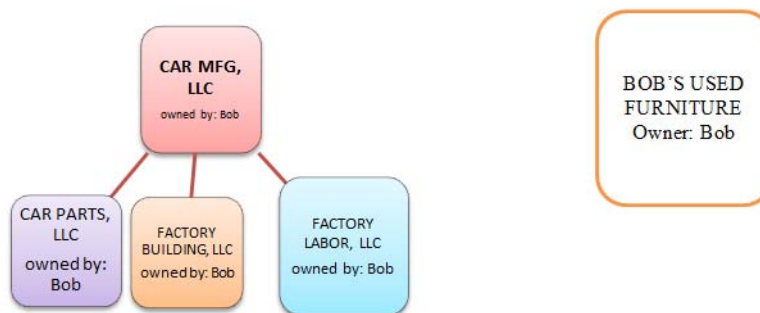 CAR MFG,
LLC
owned by: Bob
BOB’S USED
FURNITURE
Owner: Bob
CAR PARTS,
LLC
owned by:
Bob
FACTORY
BUILDING, LLC
owned by: Bob
FACTORY
LABOR, LLC
owned by: Bob